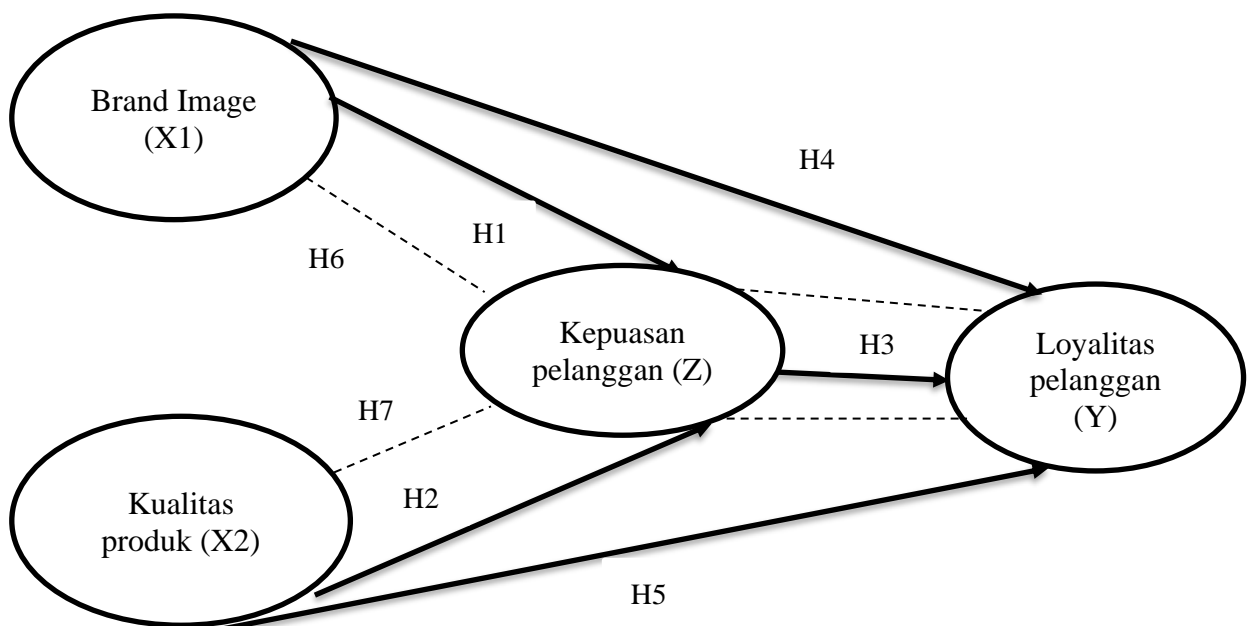 Brand Image
(X1)
H4
H1
H6
Kepuasan
pelanggan (Z)
H3
Loyalitas
pelanggan
(Y)
H7
H2
Kualitas
produk (X2)
H5